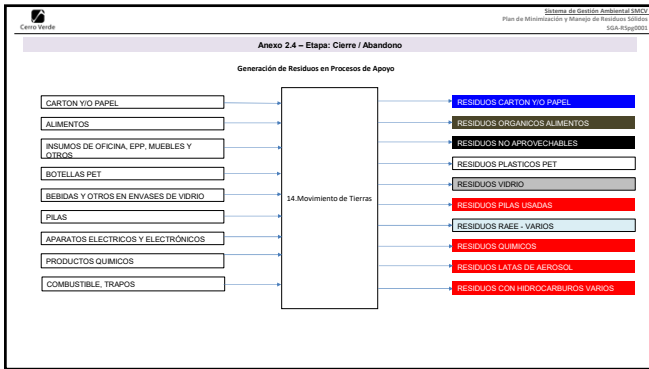 Sistema de Gestión Ambiental SMCV
Plan de Minimización y Manejo de Residuos Sólidos
SGA-RSpg0001
Cerro Verde
Anexo 2.4 – Etapa: Cierre / Abandono
Generación de Residuos en Procesos de Apoyo
CARTON Y/O PAPEL
ALIMENTOS
INSUMOS DE OFICINA, EPP, MUEBLES Y
OTROS
BOTELLAS PET
BEBIDAS Y OTROS EN ENVASES DE VIDRIO
PILAS
APARATOS ELECTRICOS Y ELECTRÓNICOS
PRODUCTOS QUIMICOS
COMBUSTIBLE, TRAPOS
14.Movimiento de Tierras
RESIDUOS CARTON Y/O PAPEL
RESIDUOS ORGANICOS ALIMENTOS
RESIDUOS NO APROVECHABLES
RESIDUOS PLASTICOS PET
RESIDUOS VIDRIO
RESIDUOS PILAS USADAS
RESIDUOS RAEE - VARIOS
RESIDUOS QUIMICOS
RESIDUOS LATAS DE AEROSOL
RESIDUOS CON HIDROCARBUROS VARIOS